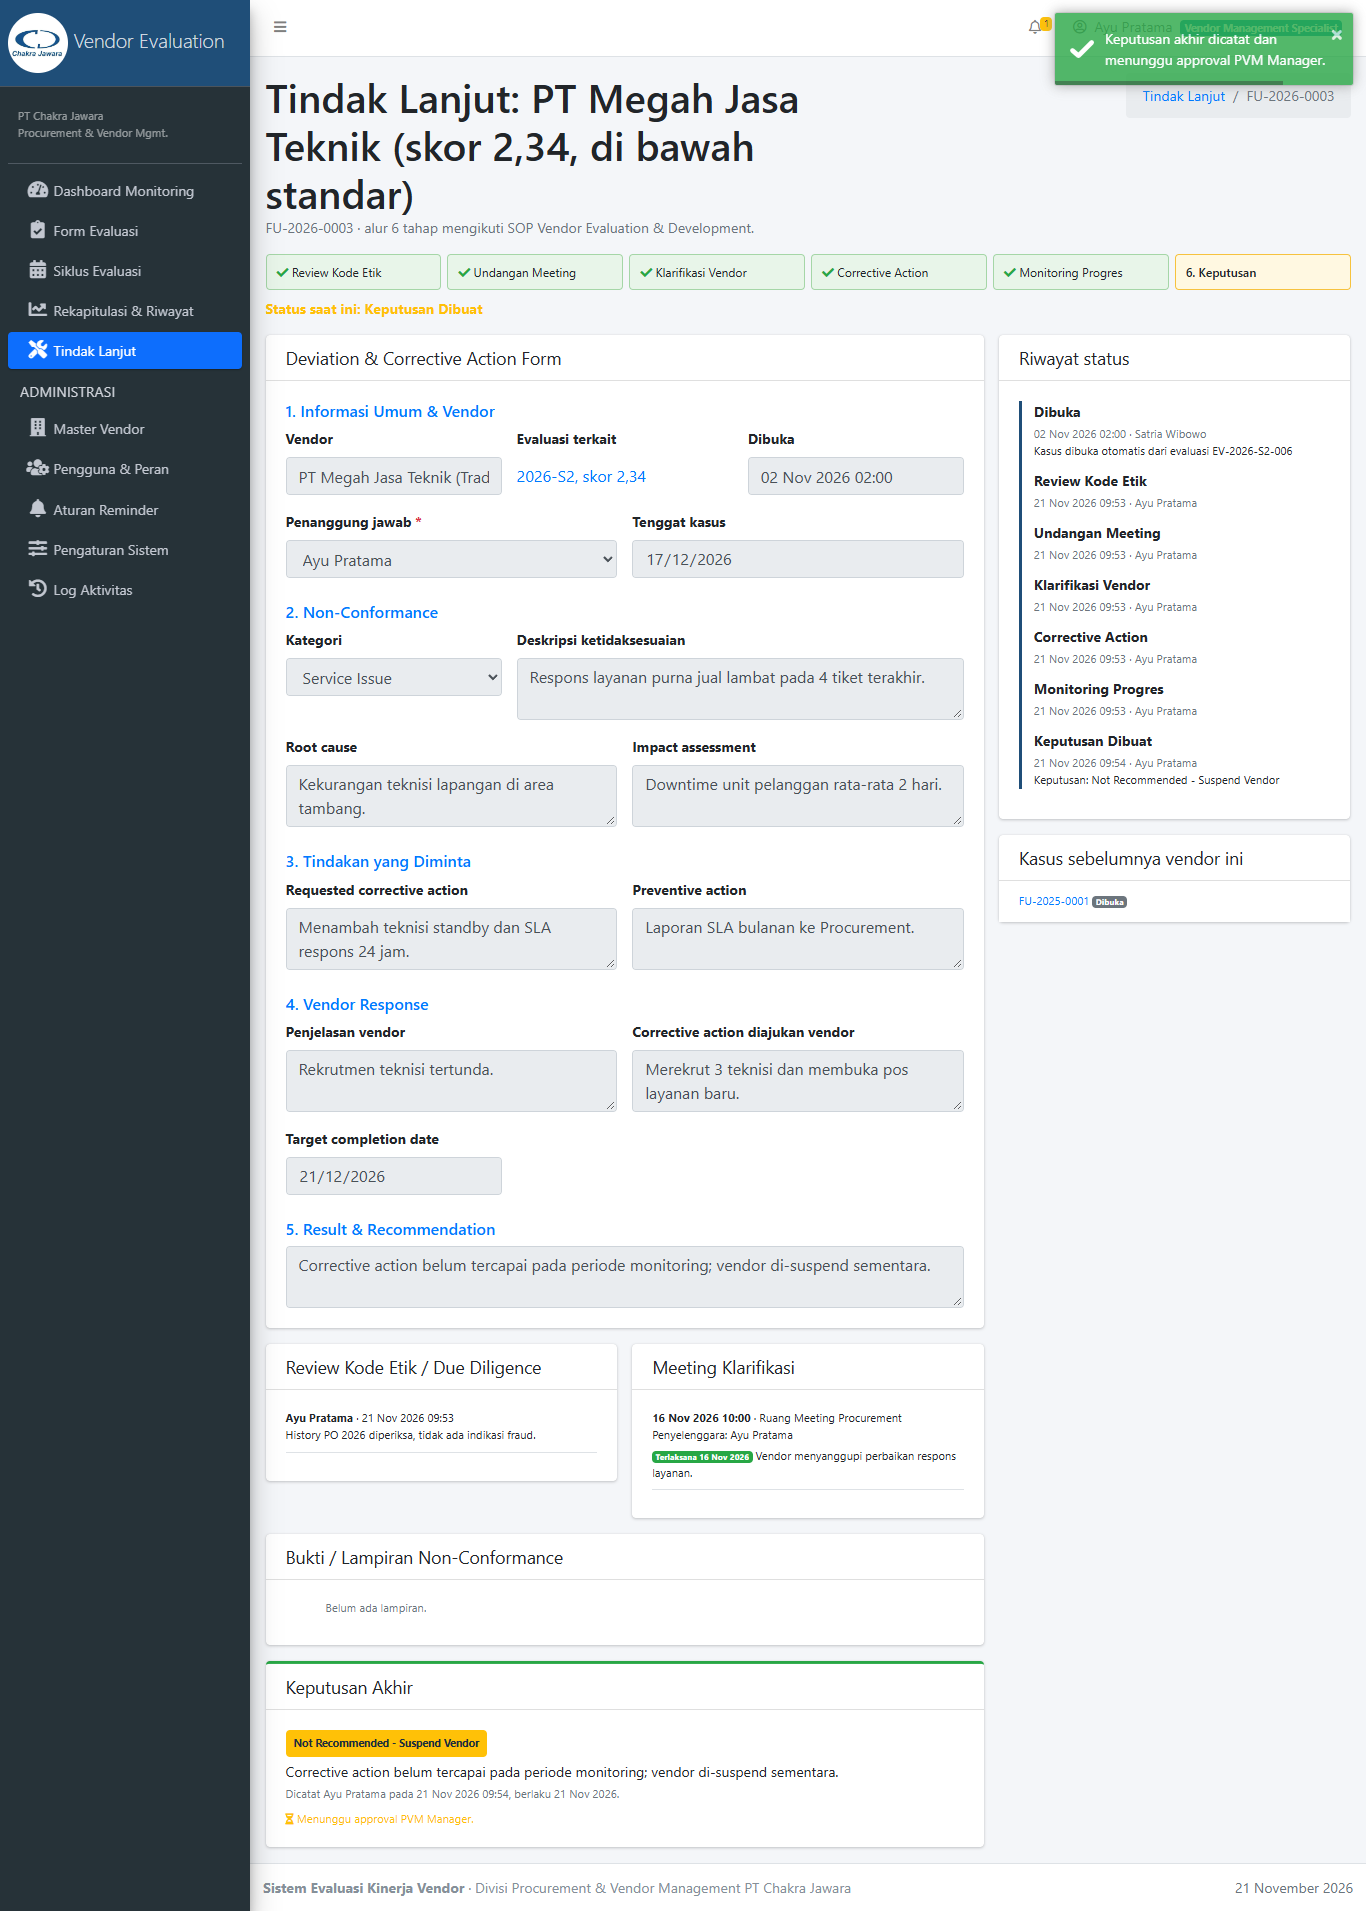 Chakra Jawara
Vendor Evaluation
PT Chakra Jawara
Procurement & Vendor Mgmt.
Dashboard Monitoring
Form Evaluasi
Siklus Evaluasi
Rekapitulasi & Riwayat
Tindak Lanjut
ADMINISTRASI
Master Vendor
Pengguna & Peran
Aturan Reminder
Pengaturan Sistem
Log Aktivitas
1
Ayu Pratama Vendor Management Specialist
Keputusan akhir dicatat dan
menunggu approval PVM Manager.
×
Tindak Lanjut / FU-2026-0003
Tindak Lanjut: PT Megah Jasa
Teknik (skor 2,34, di bawah
standar)
FU-2026-0003 · alur 6 tahap mengikuti SOP Vendor Evaluation & Development.
Review Kode Etik
Undangan Meeting
Klarifikasi Vendor
Corrective Action
Monitoring Progres
6. Keputusan
Status saat ini: Keputusan Dibuat
Deviation & Corrective Action Form
1. Informasi Umum & Vendor
Vendor
Evaluasi terkait
Dibuka
PT Megah Jasa Teknik (Trad
2026-S2, skor 2,34
02 Nov 2026 02:00
Penanggung jawab *
Tenggat kasus
Ayu Pratama
17/12/2026
2. Non-Conformance
Kategori
Deskripsi ketidaksesuaian
Service Issue
Respons layanan purna jual lambat pada 4 tiket terakhir.
Root cause
Impact assessment
Kekurangan teknisi lapangan di area
tambang.
Downtime unit pelanggan rata-rata 2 hari.
3. Tindakan yang Diminta
Requested corrective action
Preventive action
Menambah teknisi standby dan SLA
respons 24 jam.
Laporan SLA bulanan ke Procurement.
4. Vendor Response
Penjelasan vendor
Corrective action diajukan vendor
Rekrutmen teknisi tertunda.
Merekrut 3 teknisi dan membuka pos
layanan baru.
Target completion date
21/12/2026
5. Result & Recommendation
Corrective action belum tercapai pada periode monitoring; vendor di-suspend sementara.
Riwayat status
Dibuka
02 Nov 2026 02:00 · Satria Wibowo
Kasus dibuka otomatis dari evaluasi EV-2026-S2-006
Review Kode Etik
21 Nov 2026 09:53 · Ayu Pratama
Undangan Meeting
21 Nov 2026 09:53 · Ayu Pratama
Klarifikasi Vendor
21 Nov 2026 09:53 · Ayu Pratama
Corrective Action
21 Nov 2026 09:53 · Ayu Pratama
Monitoring Progres
21 Nov 2026 09:53 · Ayu Pratama
Keputusan Dibuat
21 Nov 2026 09:54 · Ayu Pratama
Keputusan: Not Recommended - Suspend Vendor
Kasus sebelumnya vendor ini
FU-2025-0001 Dibuka
Review Kode Etik / Due Diligence
Ayu Pratama · 21 Nov 2026 09:53
History PO 2026 diperiksa, tidak ada indikasi fraud.
Meeting Klarifikasi
16 Nov 2026 10:00 · Ruang Meeting Procurement
Penyelenggara: Ayu Pratama
Terlaksana 16 Nov 2026 Vendor menyanggupi perbaikan respons
layanan.
Bukti / Lampiran Non-Conformance
Belum ada lampiran.
Keputusan Akhir
Not Recommended - Suspend Vendor
Corrective action belum tercapai pada periode monitoring; vendor di-suspend sementara.
Dicatat Ayu Pratama pada 21 Nov 2026 09:54, berlaku 21 Nov 2026.
Menunggu approval PVM Manager.
Sistem Evaluasi Kinerja Vendor · Divisi Procurement & Vendor Management PT Chakra Jawara
21 November 2026